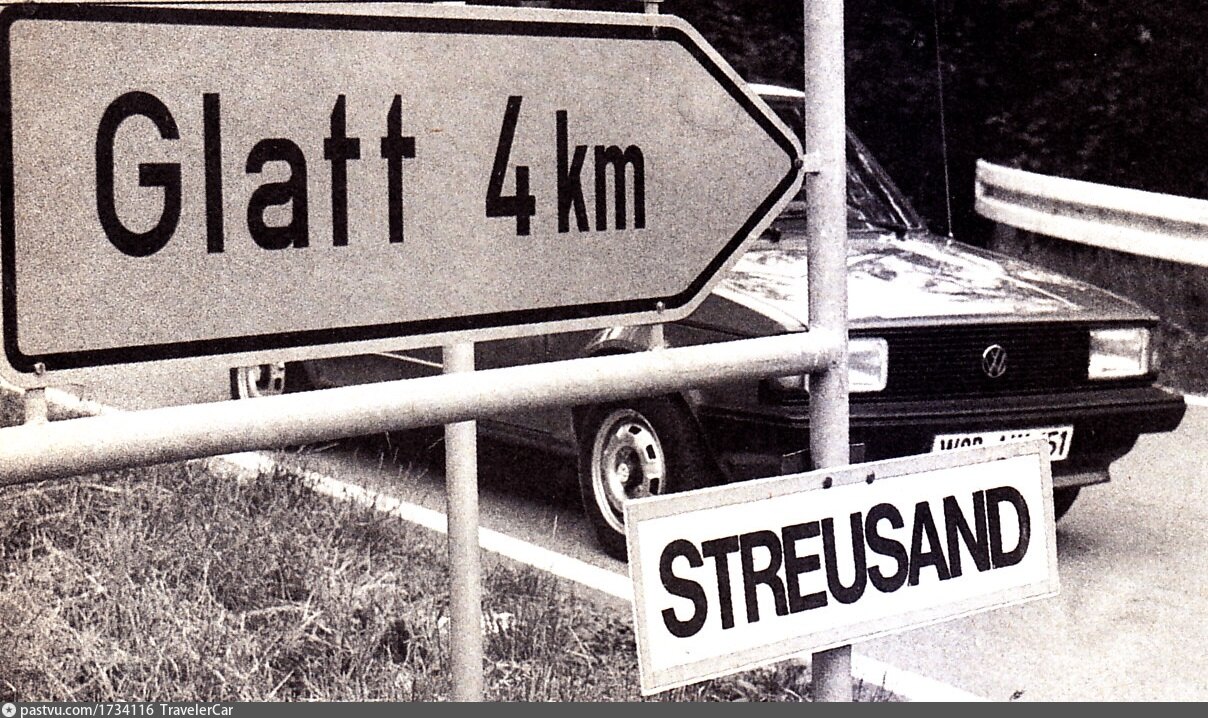 Glatt 4 km
STREUSAND
pastvu.com/1734116 TravelerCar